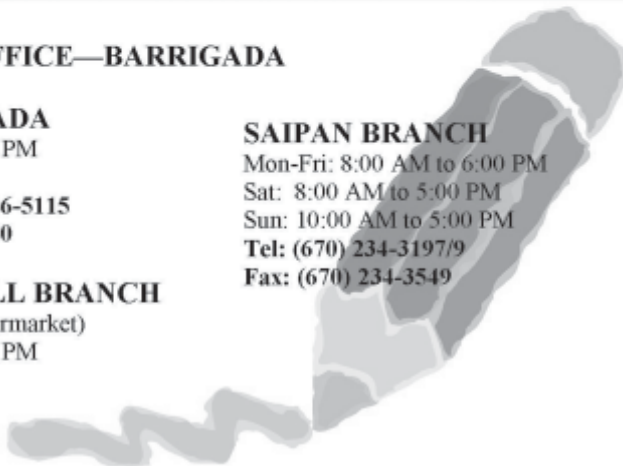 FFICE—BARRIGADA
ADA
PM
6-5115
0
LL BRANCH
rmarket)
PM
SAIPAN BRANCH
Mon-Fri: 8:00 AM to 6:00 PM
Sat: 8:00 AM to 5:00 PM
Sun: 10:00 AM to 5:00 PM
Tel: (670) 234-3197/9
Fax: (670) 234-3549